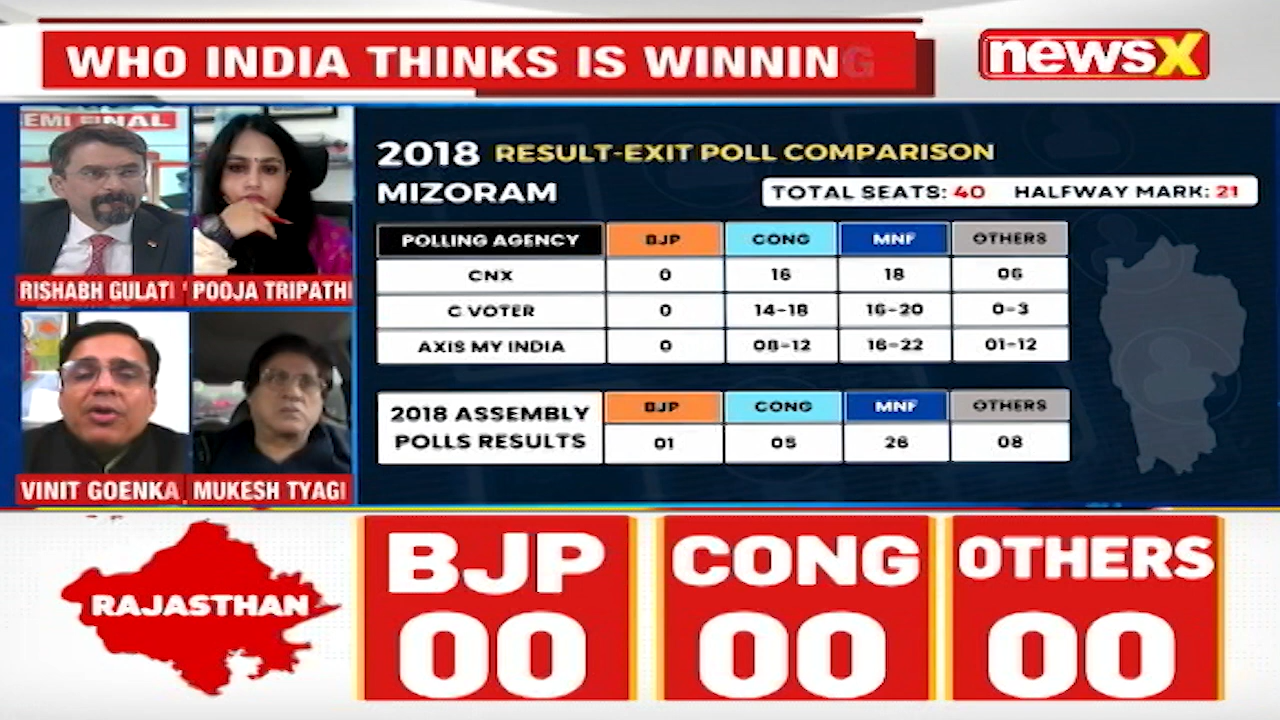 WHO INDIA THINKS IS WINNING
newsX
EMI FINAL
RISHABH GULATI
POOJA TRIPATHI
VINIT GOENKA
MUKESH TYAGI
2018 RESULT-EXIT POLL COMPARISON
MIZORAM
TOTAL SEATS: 40 HALFWAY MARK: 21
POLLING AGENCY BJP CONG MNF OTHERS
CNX 0 16 18 06
C VOTER 0 14-18 16-20 0-3
AXIS MY INDIA 0 08-12 16-22 01-12
2018 ASSEMBLY POLLS RESULTS BJP CONG MNF OTHERS
01 05 26 08
RAJASTHAN
BJP CONG OTHERS
00 00 00